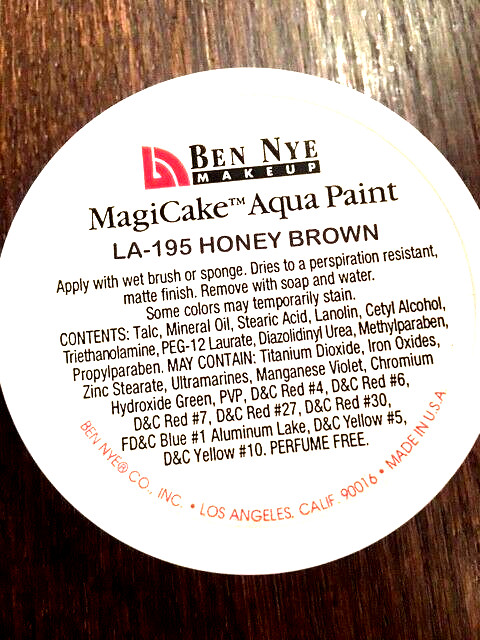 BEN NYE
MAKEUP
MagiCake™ Aqua Paint
LA-195 HONEY BROWN
Apply with wet brush or sponge. Dries to a perspiration resistant,
matte finish. Remove with soap and water.
Some colors may temporarily stain.
CONTENTS: Talc, Mineral Oil, Stearic Acid, Lanolin, Cetyl Alcohol,
Triethanolamine, PEG-12 Laurate, Diazolidinyl Urea, Methylparaben,
Propylparaben. MAY CONTAIN: Titanium Dioxide, Iron Oxides,
Zinc Stearate, Ultramarines, Manganese Violet, Chromium
Hydroxide Green, PVP, D&C Red #4, D&C Red #6,
D&C Red #7, D&C Red #27, D&C Red #30,
FD&C Blue #1 Aluminum Lake, D&C Yellow #5,
D&C Yellow #10. PERFUME FREE.
BEN NYE® CO., INC. • LOS ANGELES, CALIF. 90016 • MADE IN U.S.A